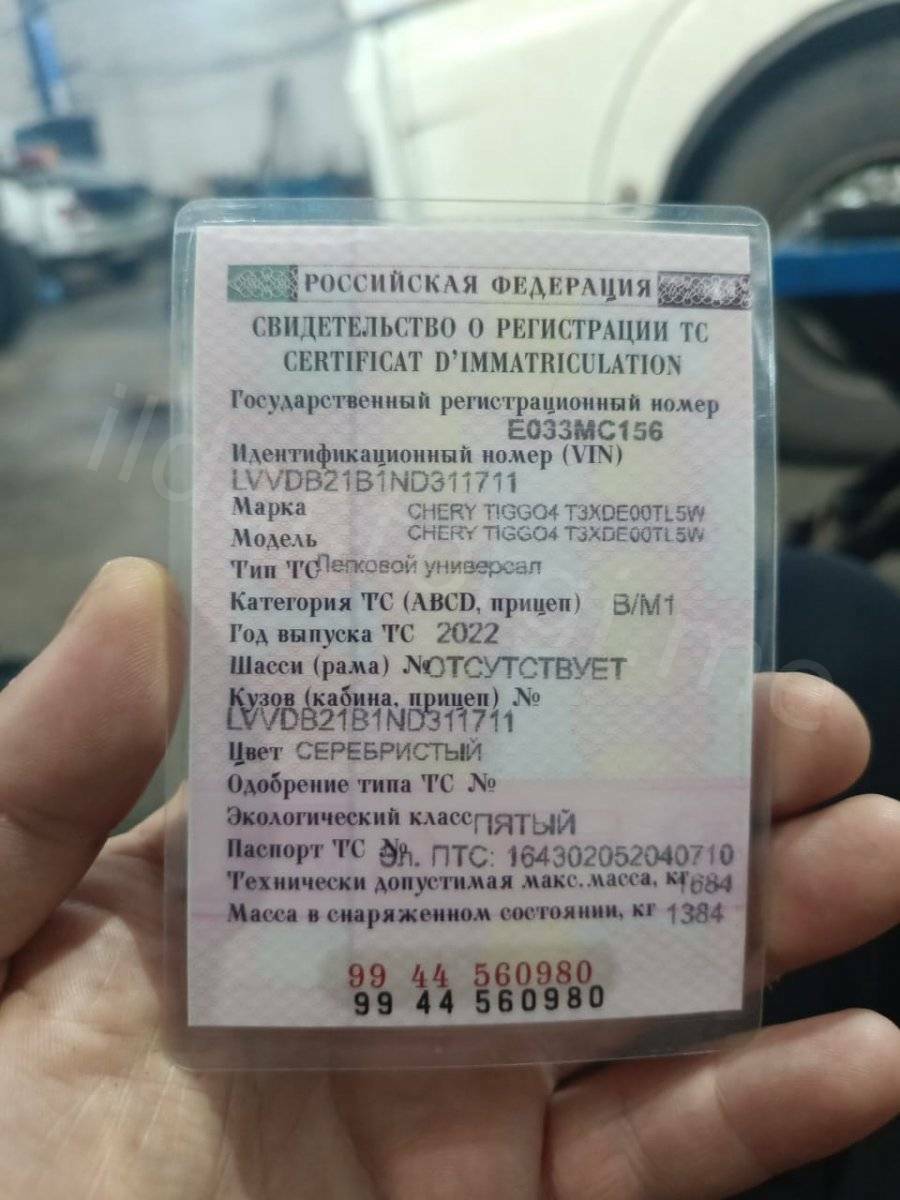 РОССИЙСКАЯ ФЕДЕРАЦИЯ
СВИДЕТЕЛЬСТВО О РЕГИСТРАЦИИ ТС
CERTIFICAT D'IMMATRICULATION
Государственный регистрационный номер
Е033МС156
Идентификационный номер (VIN)
LVVDB21B1ND311711
Марка CHERY TIGGO4 T3XDE00TL5W
Модель CHERY TIGGO4 T3XDE00TL5W
Тип ТС Легковой универсал
Категория ТС (ABCD, прицеп) B/M1
Год выпуска ТС 2022
Шасси (рама) № ОТСУТСТВУЕТ
Кузов (кабина, прицеп) №
LVVDB21B1ND311711
Цвет СЕРЕБРИСТЫЙ
Одобрение типа ТС №
Экологический класс ПЯТЫЙ
Паспорт ТС № Эл. ПТС: 164302052040710
Технически допустимая макс. масса, кг 1684
Масса в снаряженном состоянии, кг 1384
99 44 560980
99 44 560980